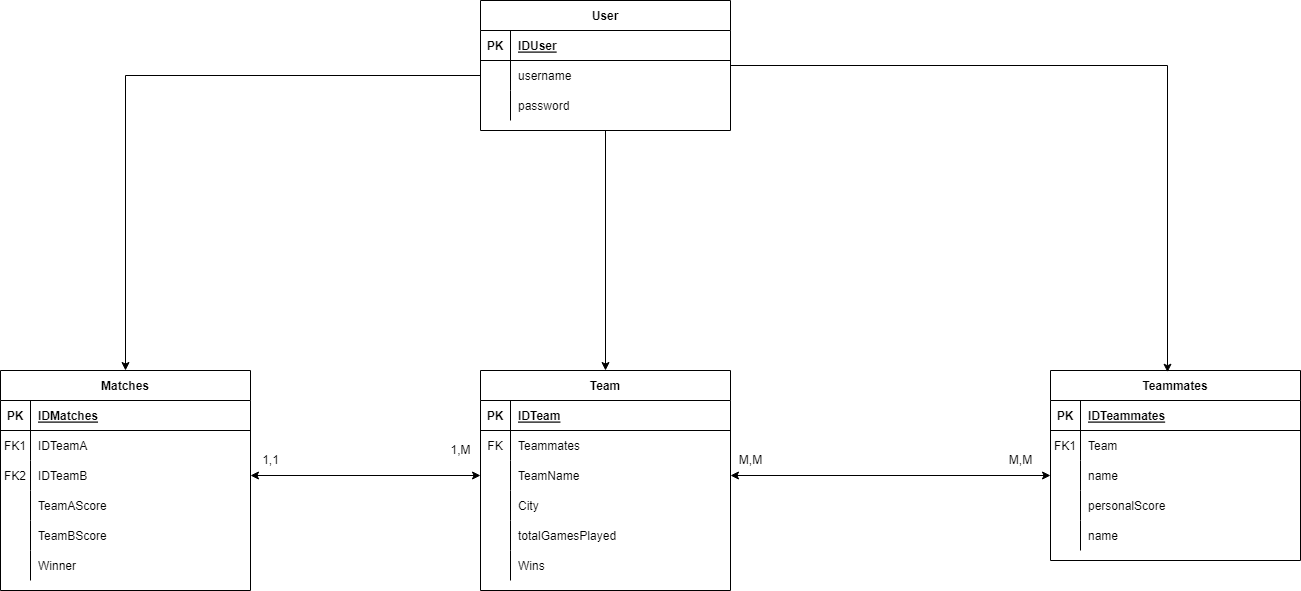 User
PK IDUser
username
password
Matches
PK IDMatches
FK1 IDTeamA
FK2 IDTeamB
TeamAScore
TeamBScore
Winner
1,1
1,M
Team
PK IDTeam
FK Teammates
TeamName
City
totalGamesPlayed
Wins
M,M
M,M
Teammates
PK IDTeammates
FK1 Team
name
personalScore
name